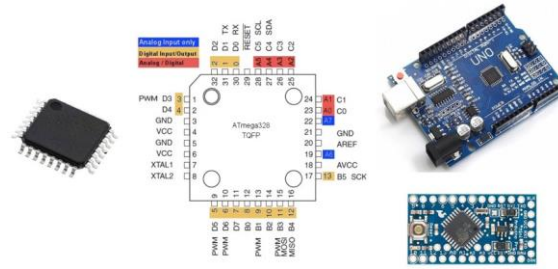 Analog Input only
Digital Input/Output
Analog / Digital
D2
D1 TX
D0 RX
RESET
C5 SCL
C4 SDA
C3
C2
2
1
0
A5
A4
A3
A2
32
31
30
29
28
27
26
25
PWM D3 3 1
D4 4 2
GND 3
VCC 4
GND 5
VCC 6
XTAL1 7
XTAL2 8
ATmega328
TQFP
24 A1 C1
23 A0 C0
22 A7
21 GND
20 AREF
19 A6
18 AVCC
17 13 B5 SCK
9
10
11
12
13
14
15
16
5
6
7
8
9
10
11
12
PWM D5
PWM D6
D7
B0
PWM B1
PWM B2
PWM MOSI B3
MISO B4
UNO